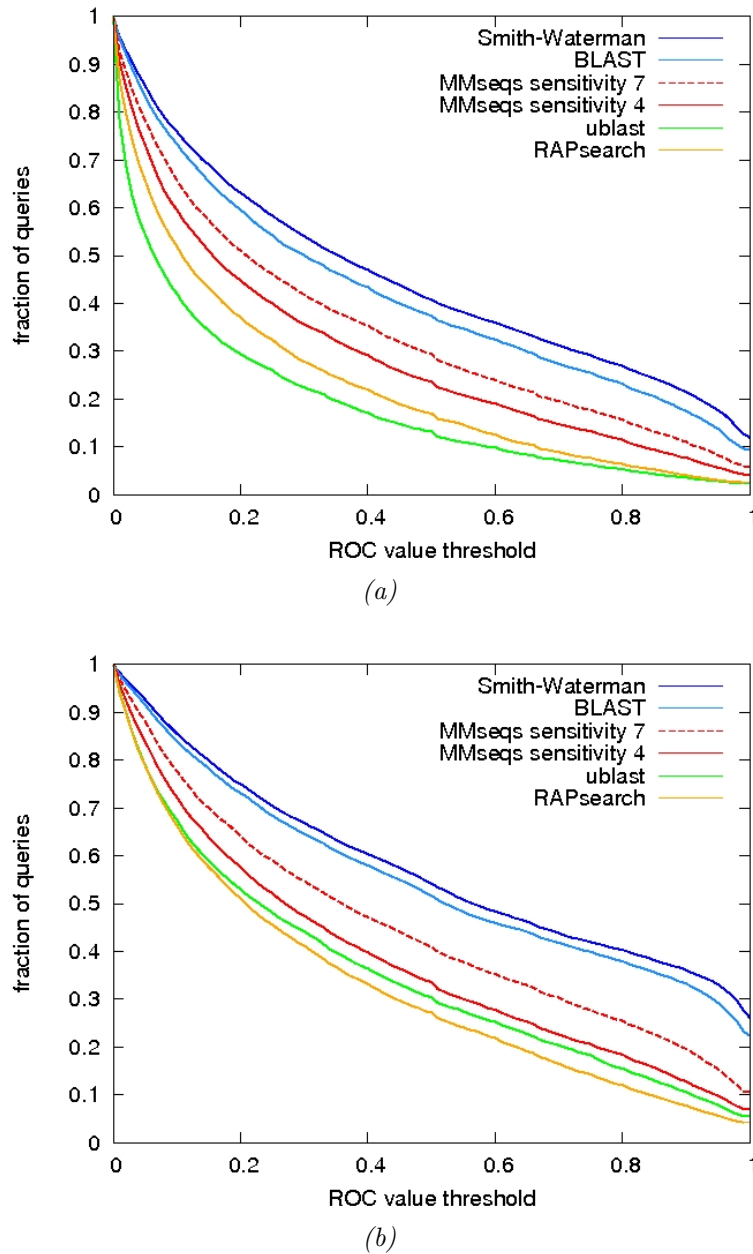 1
0.9
0.8
0.7
0.6
0.5
0.4
0.3
0.2
0.1
0
fraction of queries
Smith-Waterman
BLAST
MMseqs sensitivity 7
MMseqs sensitivity 4
ublast
RAPsearch
0 0.2 0.4 0.6 0.8 1
ROC value threshold
(a)
1
0.9
0.8
0.7
0.6
0.5
0.4
0.3
0.2
0.1
0
fraction of queries
Smith-Waterman
BLAST
MMseqs sensitivity 7
MMseqs sensitivity 4
ublast
RAPsearch
0 0.2 0.4 0.6 0.8 1
ROC value threshold
(b)